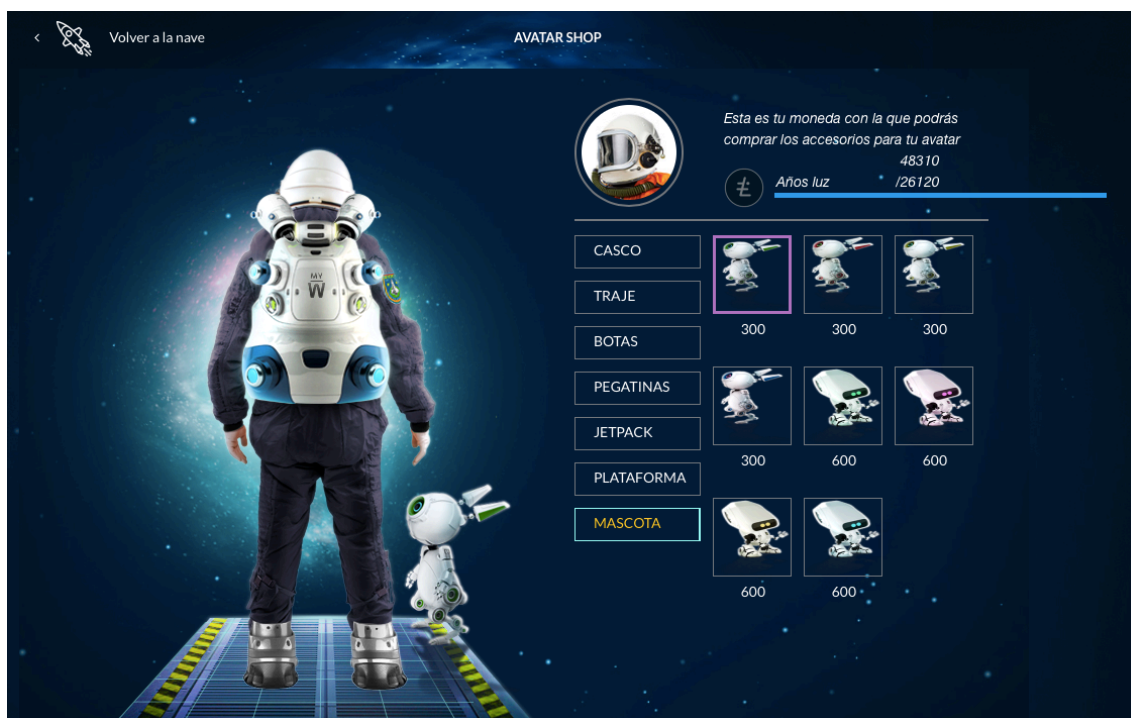 Volver a la nave
AVATAR SHOP
Esta es tu moneda con la que podrás
comprar los accesorios para tu avatar
48310
Años luz /26120
MY
CASCO
TRAJE
BOTAS
PEGATINAS
JETPACK
PLATAFORMA
MASCOTA
300 300 300
300 600 600
600 600